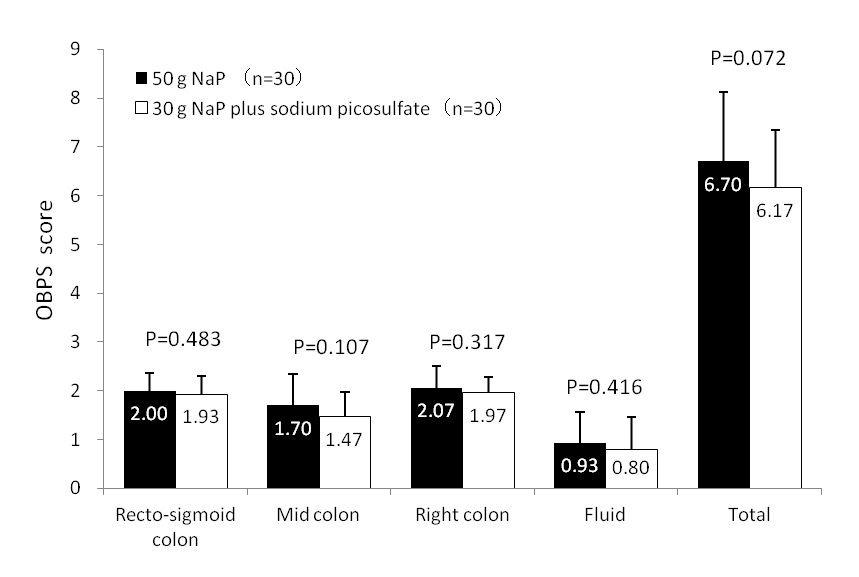 9
8
7
6
5
4
3
2
1
0
OBPS score
50 g NaP （n=30）
30 g NaP plus sodium picosulfate （n=30）
P=0.483
P=0.107
P=0.317
P=0.416
P=0.072
2.00
1.93
1.70
1.47
2.07
1.97
0.93
0.80
6.70
6.17
Recto-sigmoid
colon
Mid colon
Right colon
Fluid
Total